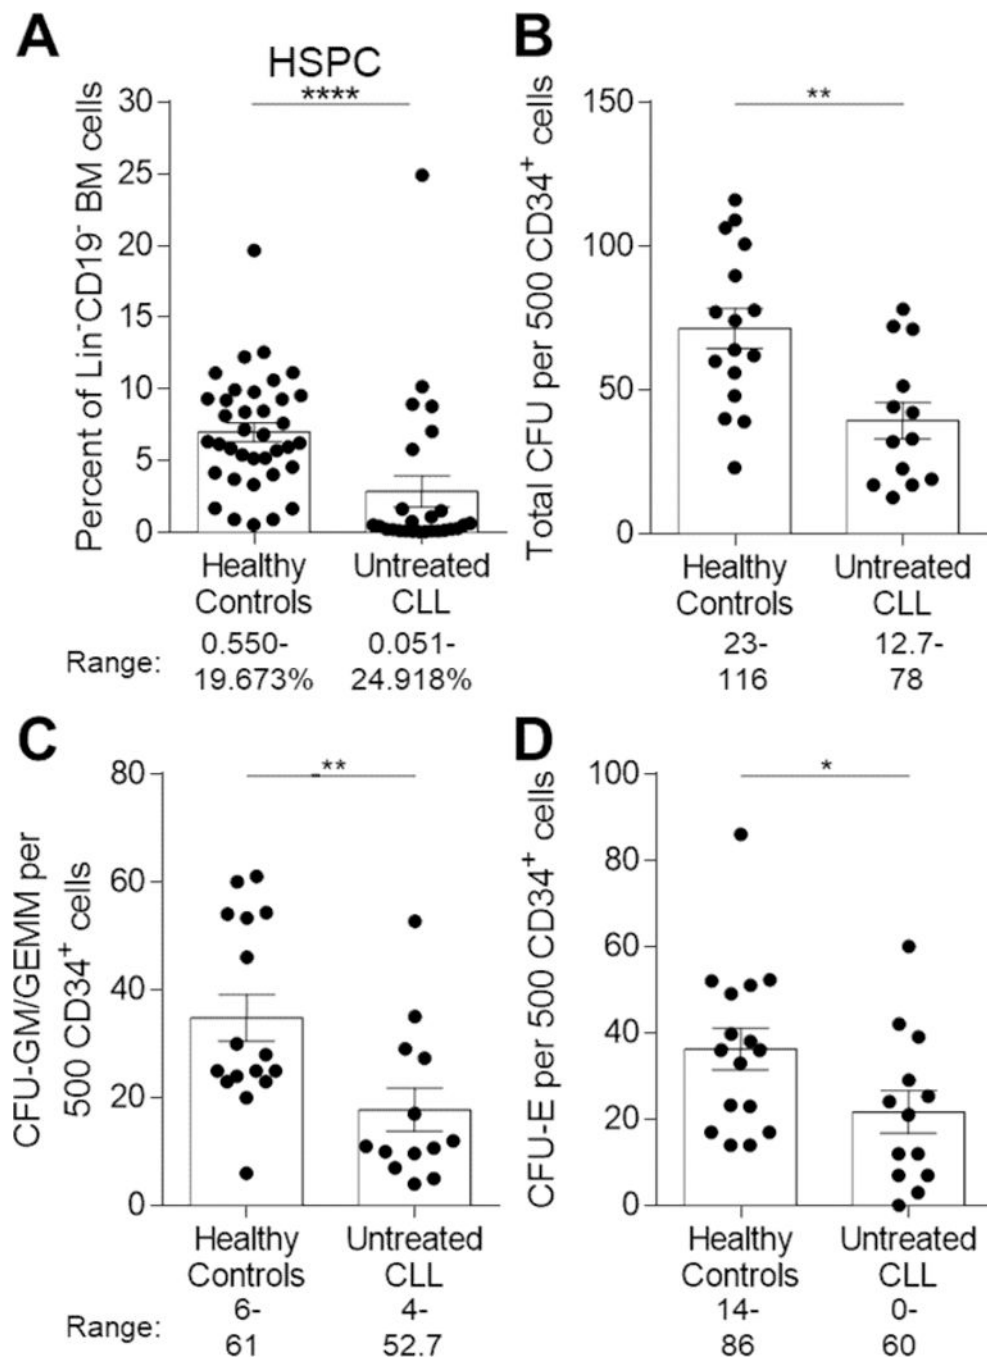 A
HSPC
****
Percent of Lin⁻CD19⁻ BM cells
30
25
20
15
10
5
0
Healthy
Controls
Untreated
CLL
Range:
0.550-
19.673%
0.051-
24.918%
B
**
Total CFU per 500 CD34⁺ cells
150
100
50
0
Healthy
Controls
Untreated
CLL
23-
116
12.7-
78
C
**
CFU-GM/GEMM per
500 CD34⁺ cells
80
60
40
20
0
Healthy
Controls
Untreated
CLL
Range:
6-
61
4-
52.7
D
*
CFU-E per 500 CD34⁺ cells
100
80
60
40
20
0
Healthy
Controls
Untreated
CLL
14-
86
0-
60